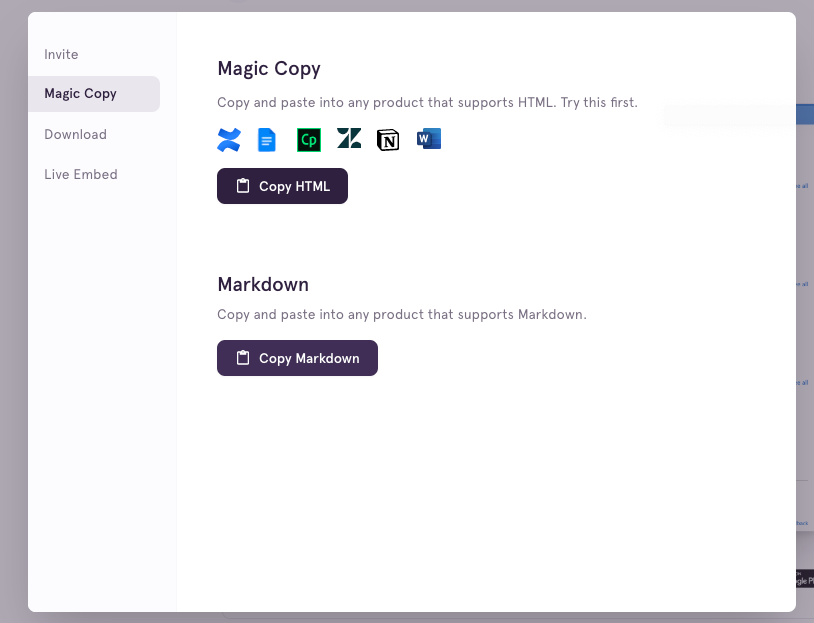 Invite
Magic Copy
Download
Live Embed
Magic Copy
Copy and paste into any product that supports HTML. Try this first.
Cp
N
W
Copy HTML
Markdown
Copy and paste into any product that supports Markdown.
Copy Markdown